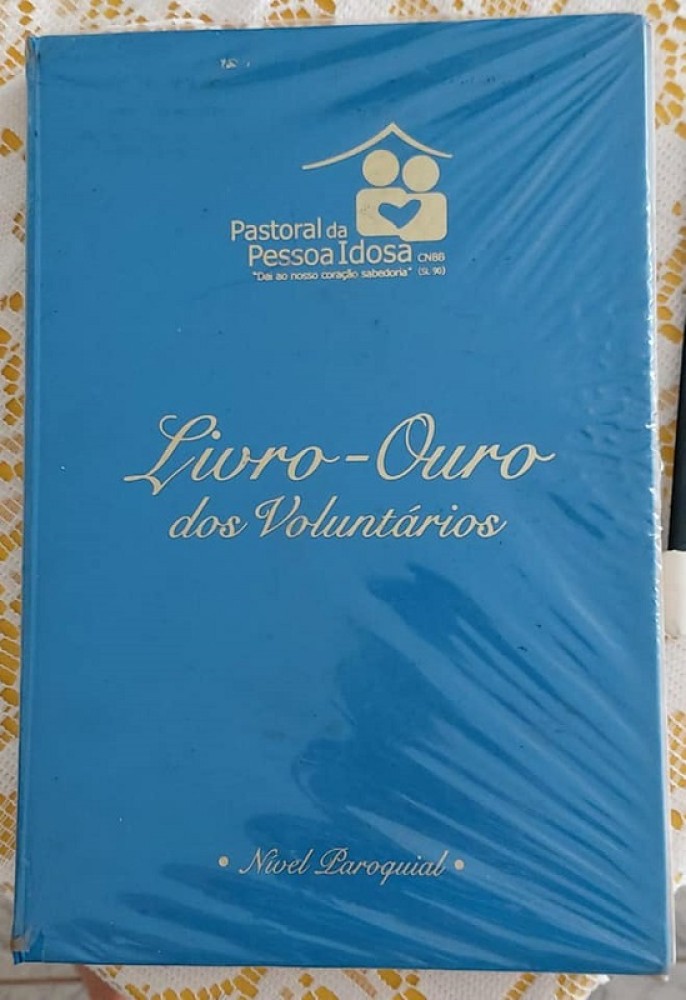 Pastoral da
Pessoa Idosa CNBB
"Dai ao nosso coração sabedoria" (SL 90)
Livro-Ouro
dos Voluntários
• Nível Paroquial •